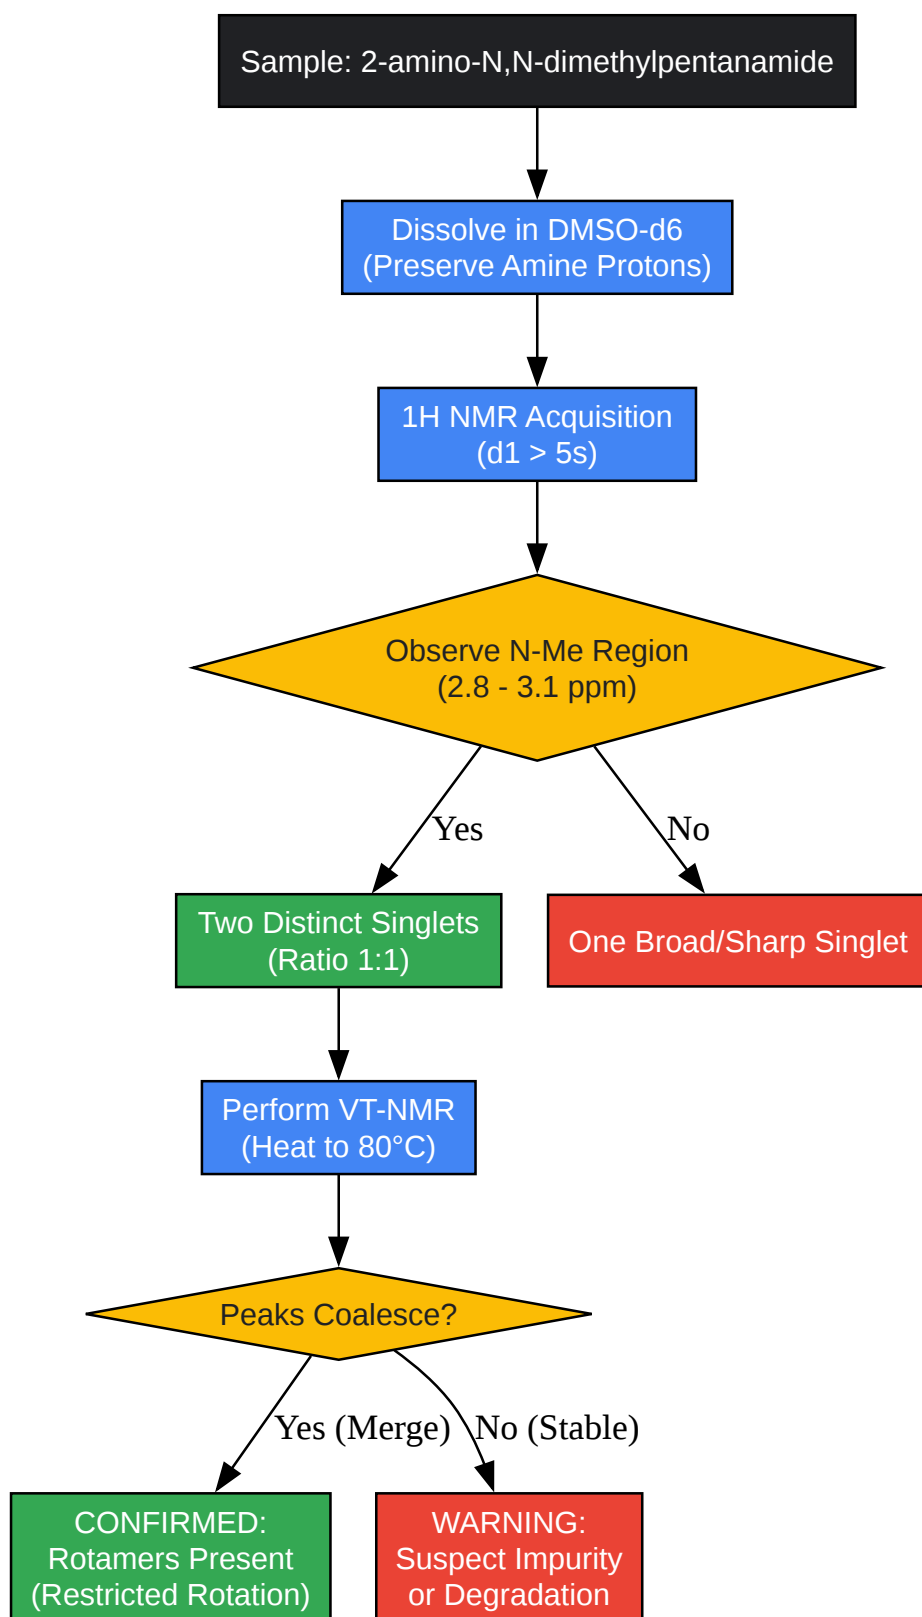 Sample: 2-amino-N,N-dimethylpentanamide
Dissolve in DMSO-d6
(Preserve Amine Protons)
1H NMR Acquisition
(d1 > 5s)
Observe N-Me Region
(2.8 - 3.1 ppm)
Yes
No
Two Distinct Singlets
(Ratio 1:1)
One Broad/Sharp Singlet
Perform VT-NMR
(Heat to 80°C)
Peaks Coalesce?
Yes (Merge)
No (Stable)
CONFIRMED:
Rotamers Present
(Restricted Rotation)
WARNING:
Suspect Impurity
or Degradation